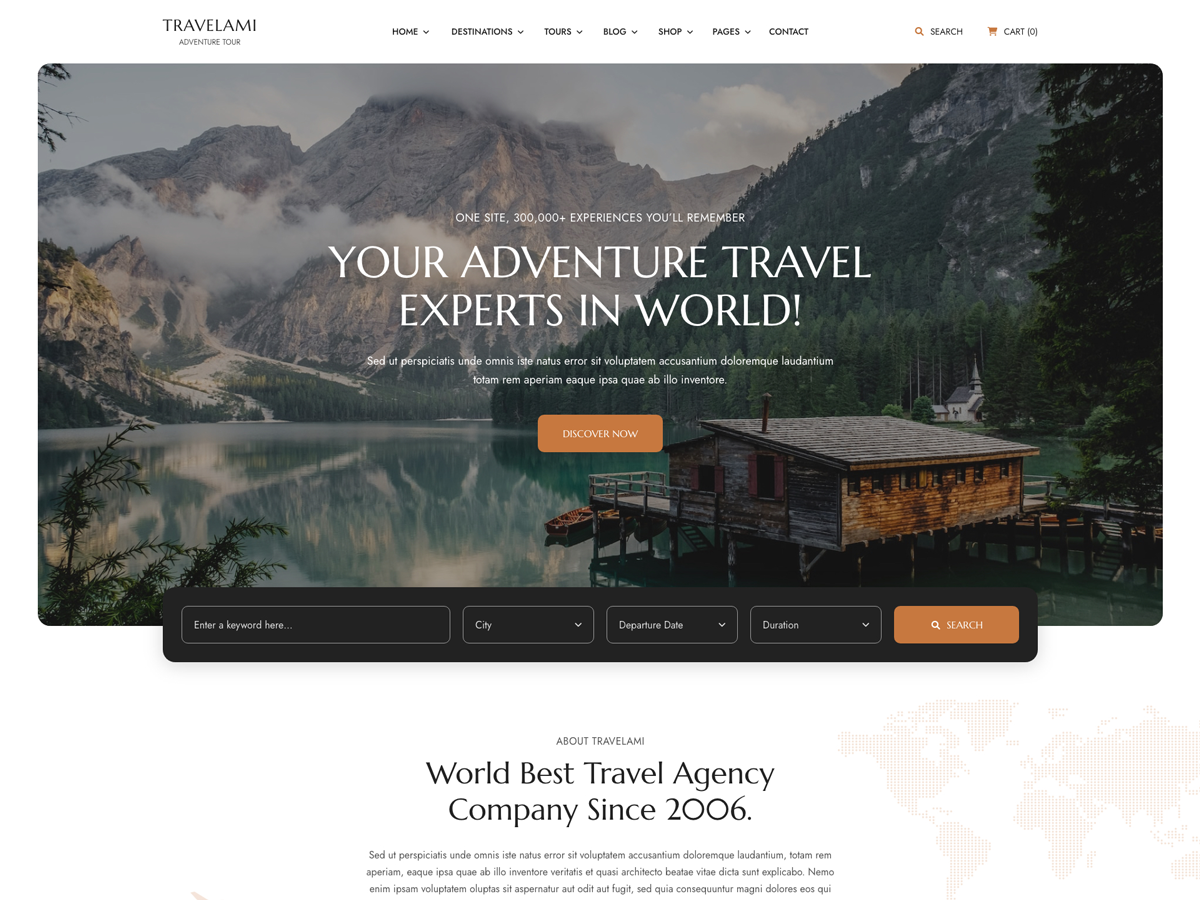 TRAVELAMI
ADVENTURE TOUR
HOME
DESTINATIONS
TOURS
BLOG
SHOP
PAGES
CONTACT
SEARCH
CART (0)
ONE SITE, 300,000+ EXPERIENCES YOU'LL REMEMBER
YOUR ADVENTURE TRAVEL
EXPERTS IN WORLD!
Sed ut perspiciatis unde omnis iste natus error sit voluptatem accusantium doloremque laudantium
totam rem aperiam eaque ipsa quae ab illo inventore.
DISCOVER NOW
Enter a keyword here...
City
Departure Date
Duration
SEARCH
ABOUT TRAVELAMI
World Best Travel Agency
Company Since 2006.
Sed ut perspiciatis unde omnis iste natus error sit voluptatem accusantium doloremque laudantium, totam rem
aperiam, eaque ipsa quae ab illo inventore veritatis et quasi architecto beatae vitae dicta sunt explicabo. Nemo
enim ipsam voluptatem oluptas sit aspernatur aut odit aut fugit, sed quia consequuntur magni dolores eos qui